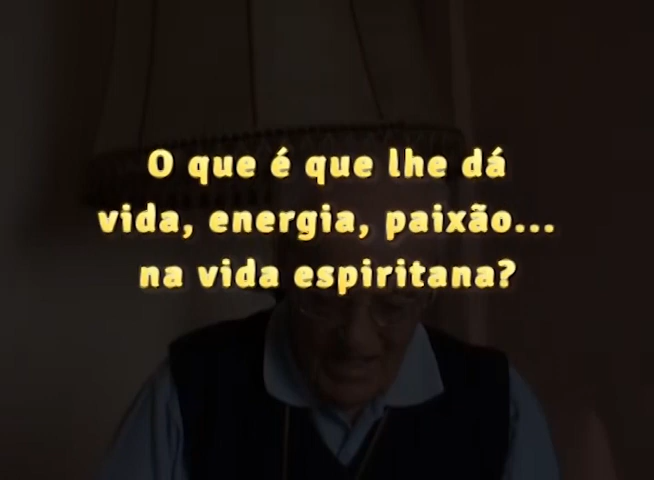 O que é que lhe dá
vida, energia, paixão...
na vida espiritana?